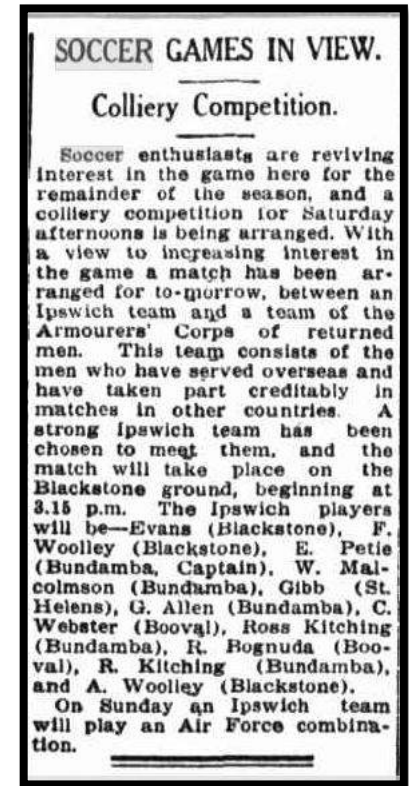 SOCCER GAMES IN VIEW.
Colliery Competition.
Soccer enthusiasts are reviving
interest in the game here for the
remainder of the season, and a
colliery competition for Saturday
afternoons is being arranged. With
a view to increasing interest in
the game a match has been ar-
ranged for to-morrow, between an
Ipswich team and a team of the
Armourers' Corps of returned
men. This team consists of the
men who have served overseas and
have taken part creditably in
matches in other countries. A
strong Ipswich team has been
chosen to meet them, and the
match will take place on the
Blackstone ground, beginning at
3.15 p.m. The Ipswich players
will be—Evans (Blackstone), F.
Woolley (Blackstone), E. Petie
(Bundamba, Captain), W. Mal-
colmson (Bundamba), Gibb (St.
Helens), G. Allen (Bundamba), C.
Webster (Booval), Ross Kitching
(Bundamba), R. Bognuda (Boo-
val), R. Kitching (Bundamba),
and A. Woolley (Blackstone).
On Sunday an Ipswich team
will play an Air Force combina-
tion.